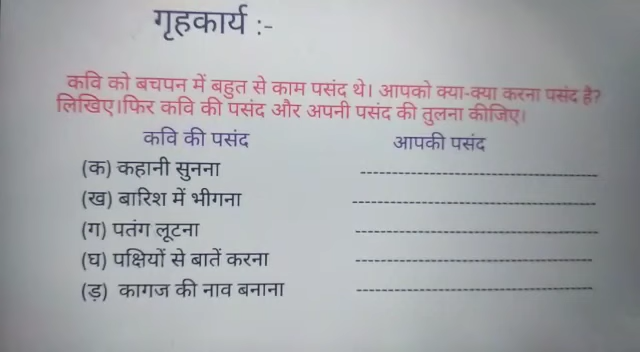 गृहकार्य :-
कवि को बचपन में बहुत से काम पसंद थे। आपको क्या-क्या करना पसंद है?
लिखिए।फिर कवि की पसंद और अपनी पसंद की तुलना कीजिए।
कवि की पसंद आपकी पसंद
(क) कहानी सुनना ----------------------------------------
(ख) बारिश में भीगना ----------------------------------------
(ग) पतंग लूटना ----------------------------------------
(घ) पक्षियों से बातें करना ----------------------------------------
(ड़) कागज की नाव बनाना ----------------------------------------